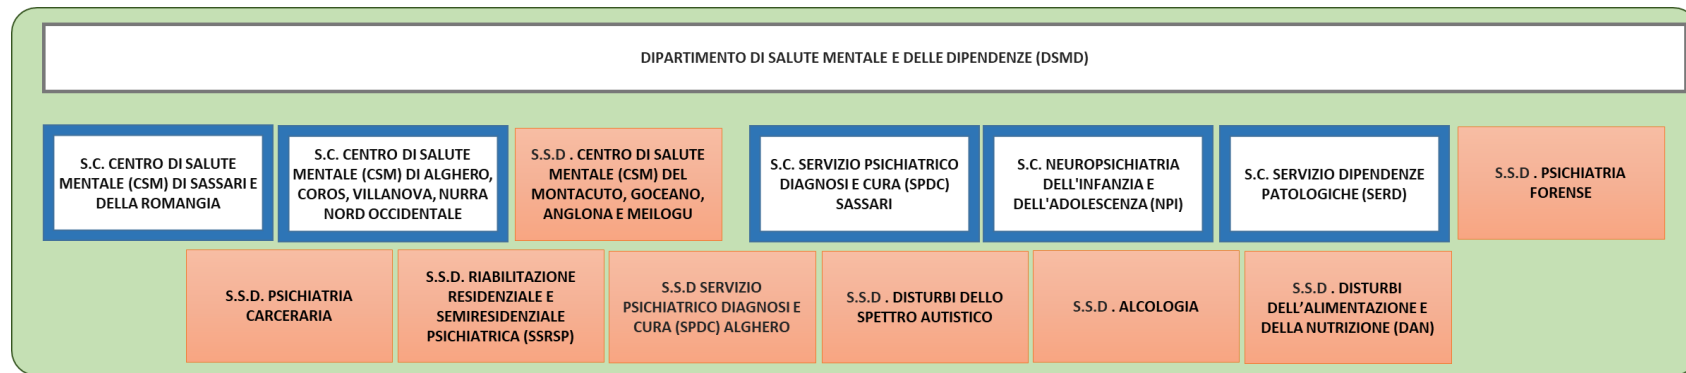 DIPARTIMENTO DI SALUTE MENTALE E DELLE DIPENDENZE (DSMD)
S.C. CENTRO DI SALUTE
MENTALE (CSM) DI SASSARI E
DELLA ROMANGIA
S.C. CENTRO DI SALUTE
MENTALE (CSM) DI ALGHERO,
COROS, VILLANOVA, NURRA
NORD OCCIDENTALE
S.S.D . CENTRO DI SALUTE
MENTALE (CSM) DEL
MONTACUTO, GOCEANO,
ANGLONA E MEILOGU
S.C. SERVIZIO PSICHIATRICO
DIAGNOSI E CURA (SPDC)
SASSARI
S.C. NEUROPSICHIATRIA
DELL'INFANZIA E
DELL'ADOLESCENZA (NPI)
S.C. SERVIZIO DIPENDENZE
PATOLOGICHE (SERD)
S.S.D . PSICHIATRIA
FORENSE
S.S.D. PSICHIATRIA
CARCERARIA
S.S.D. RIABILITAZIONE
RESIDENZIALE E
SEMIRESIDENZIALE
PSICHIATRICA (SSRSP)
S.S.D SERVIZIO
PSICHIATRICO DIAGNOSI E
CURA (SPDC) ALGHERO
S.S.D . DISTURBI DELLO
SPETTRO AUTISTICO
S.S.D . ALCOLOGIA
S.S.D . DISTURBI
DELL’ALIMENTAZIONE E
DELLA NUTRIZIONE (DAN)